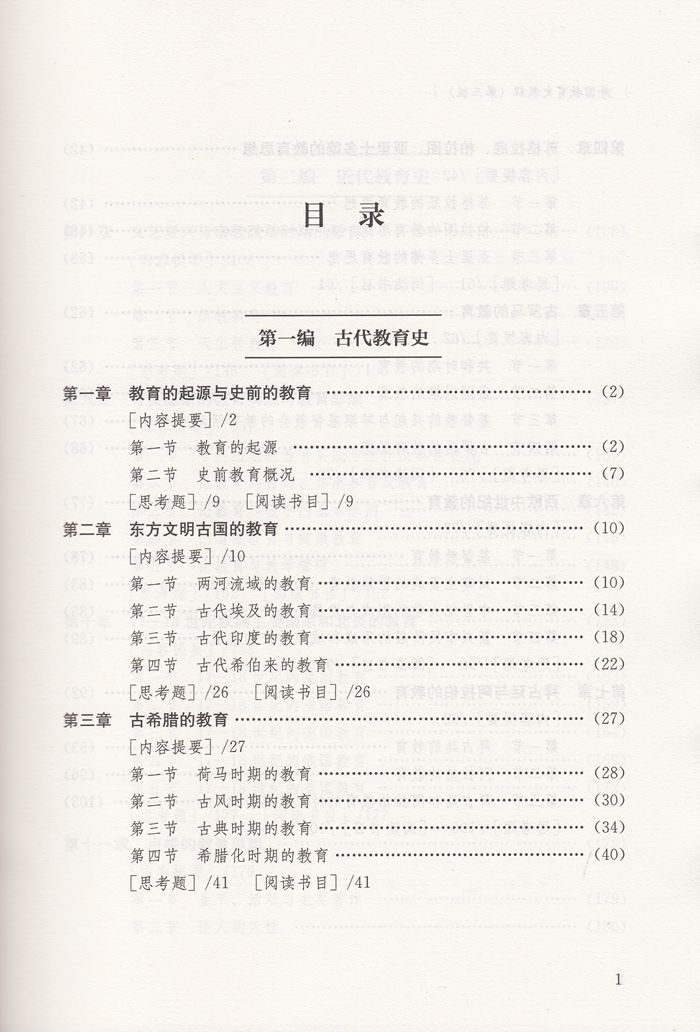 目 录
第一编 古代教育史
第一章 教育的起源与史前的教育 …………………………… (2)
[内容提要]/2
第一节 教育的起源 …………………………… (2)
第二节 史前教育概况 …………………………… (7)
[思考题]/9 [阅读书目]/9
第二章 东方文明古国的教育 …………………………… (10)
[内容提要]/10
第一节 两河流域的教育 …………………………… (10)
第二节 古代埃及的教育 …………………………… (14)
第三节 古代印度的教育 …………………………… (18)
第四节 古代希伯来的教育 …………………………… (22)
[思考题]/26 [阅读书目]/26
第三章 古希腊的教育 …………………………… (27)
[内容提要]/27
第一节 荷马时期的教育 …………………………… (28)
第二节 古风时期的教育 …………………………… (30)
第三节 古典时期的教育 …………………………… (34)
第四节 希腊化时期的教育 …………………………… (40)
[思考题]/41 [阅读书目]/41
1